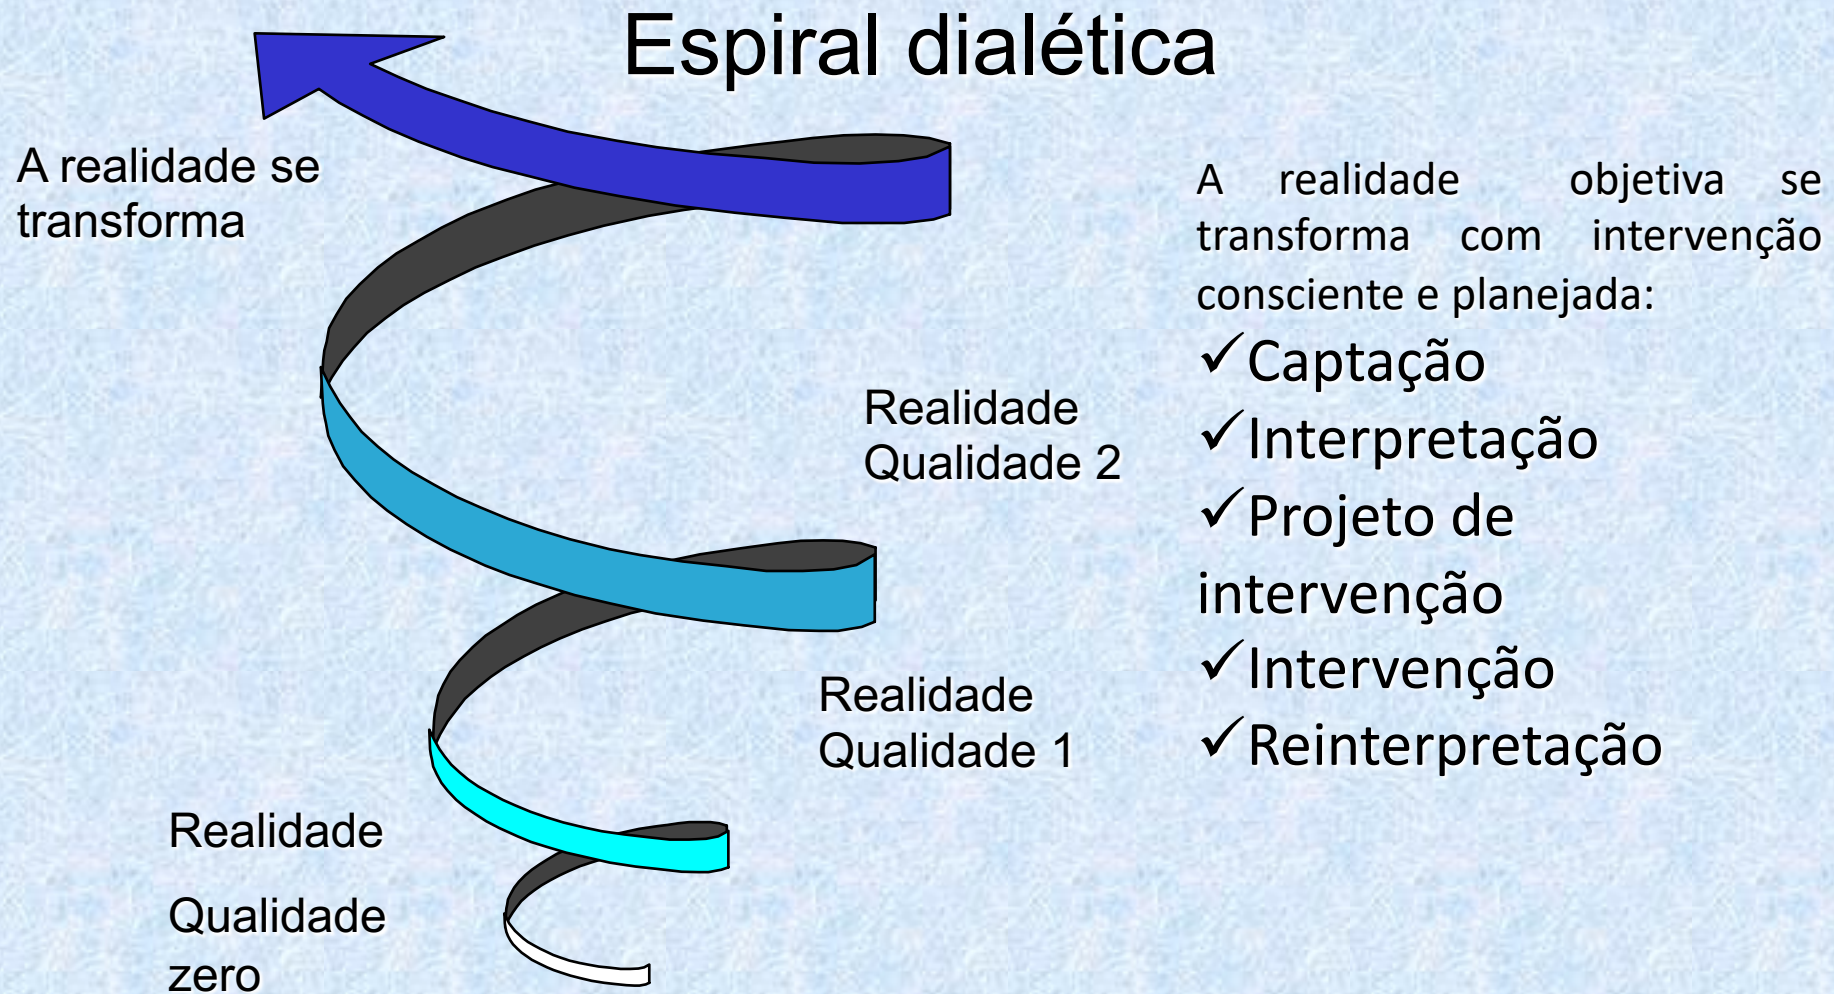 Espiral dialética
A realidade se
transforma
A realidade objetiva se
transforma com intervenção
consciente e planejada:
✓Captação
✓Interpretação
✓Projeto de
intervenção
✓Intervenção
✓Reinterpretação
Realidade
Qualidade 2
Realidade
Qualidade 1
Realidade
Qualidade
zero